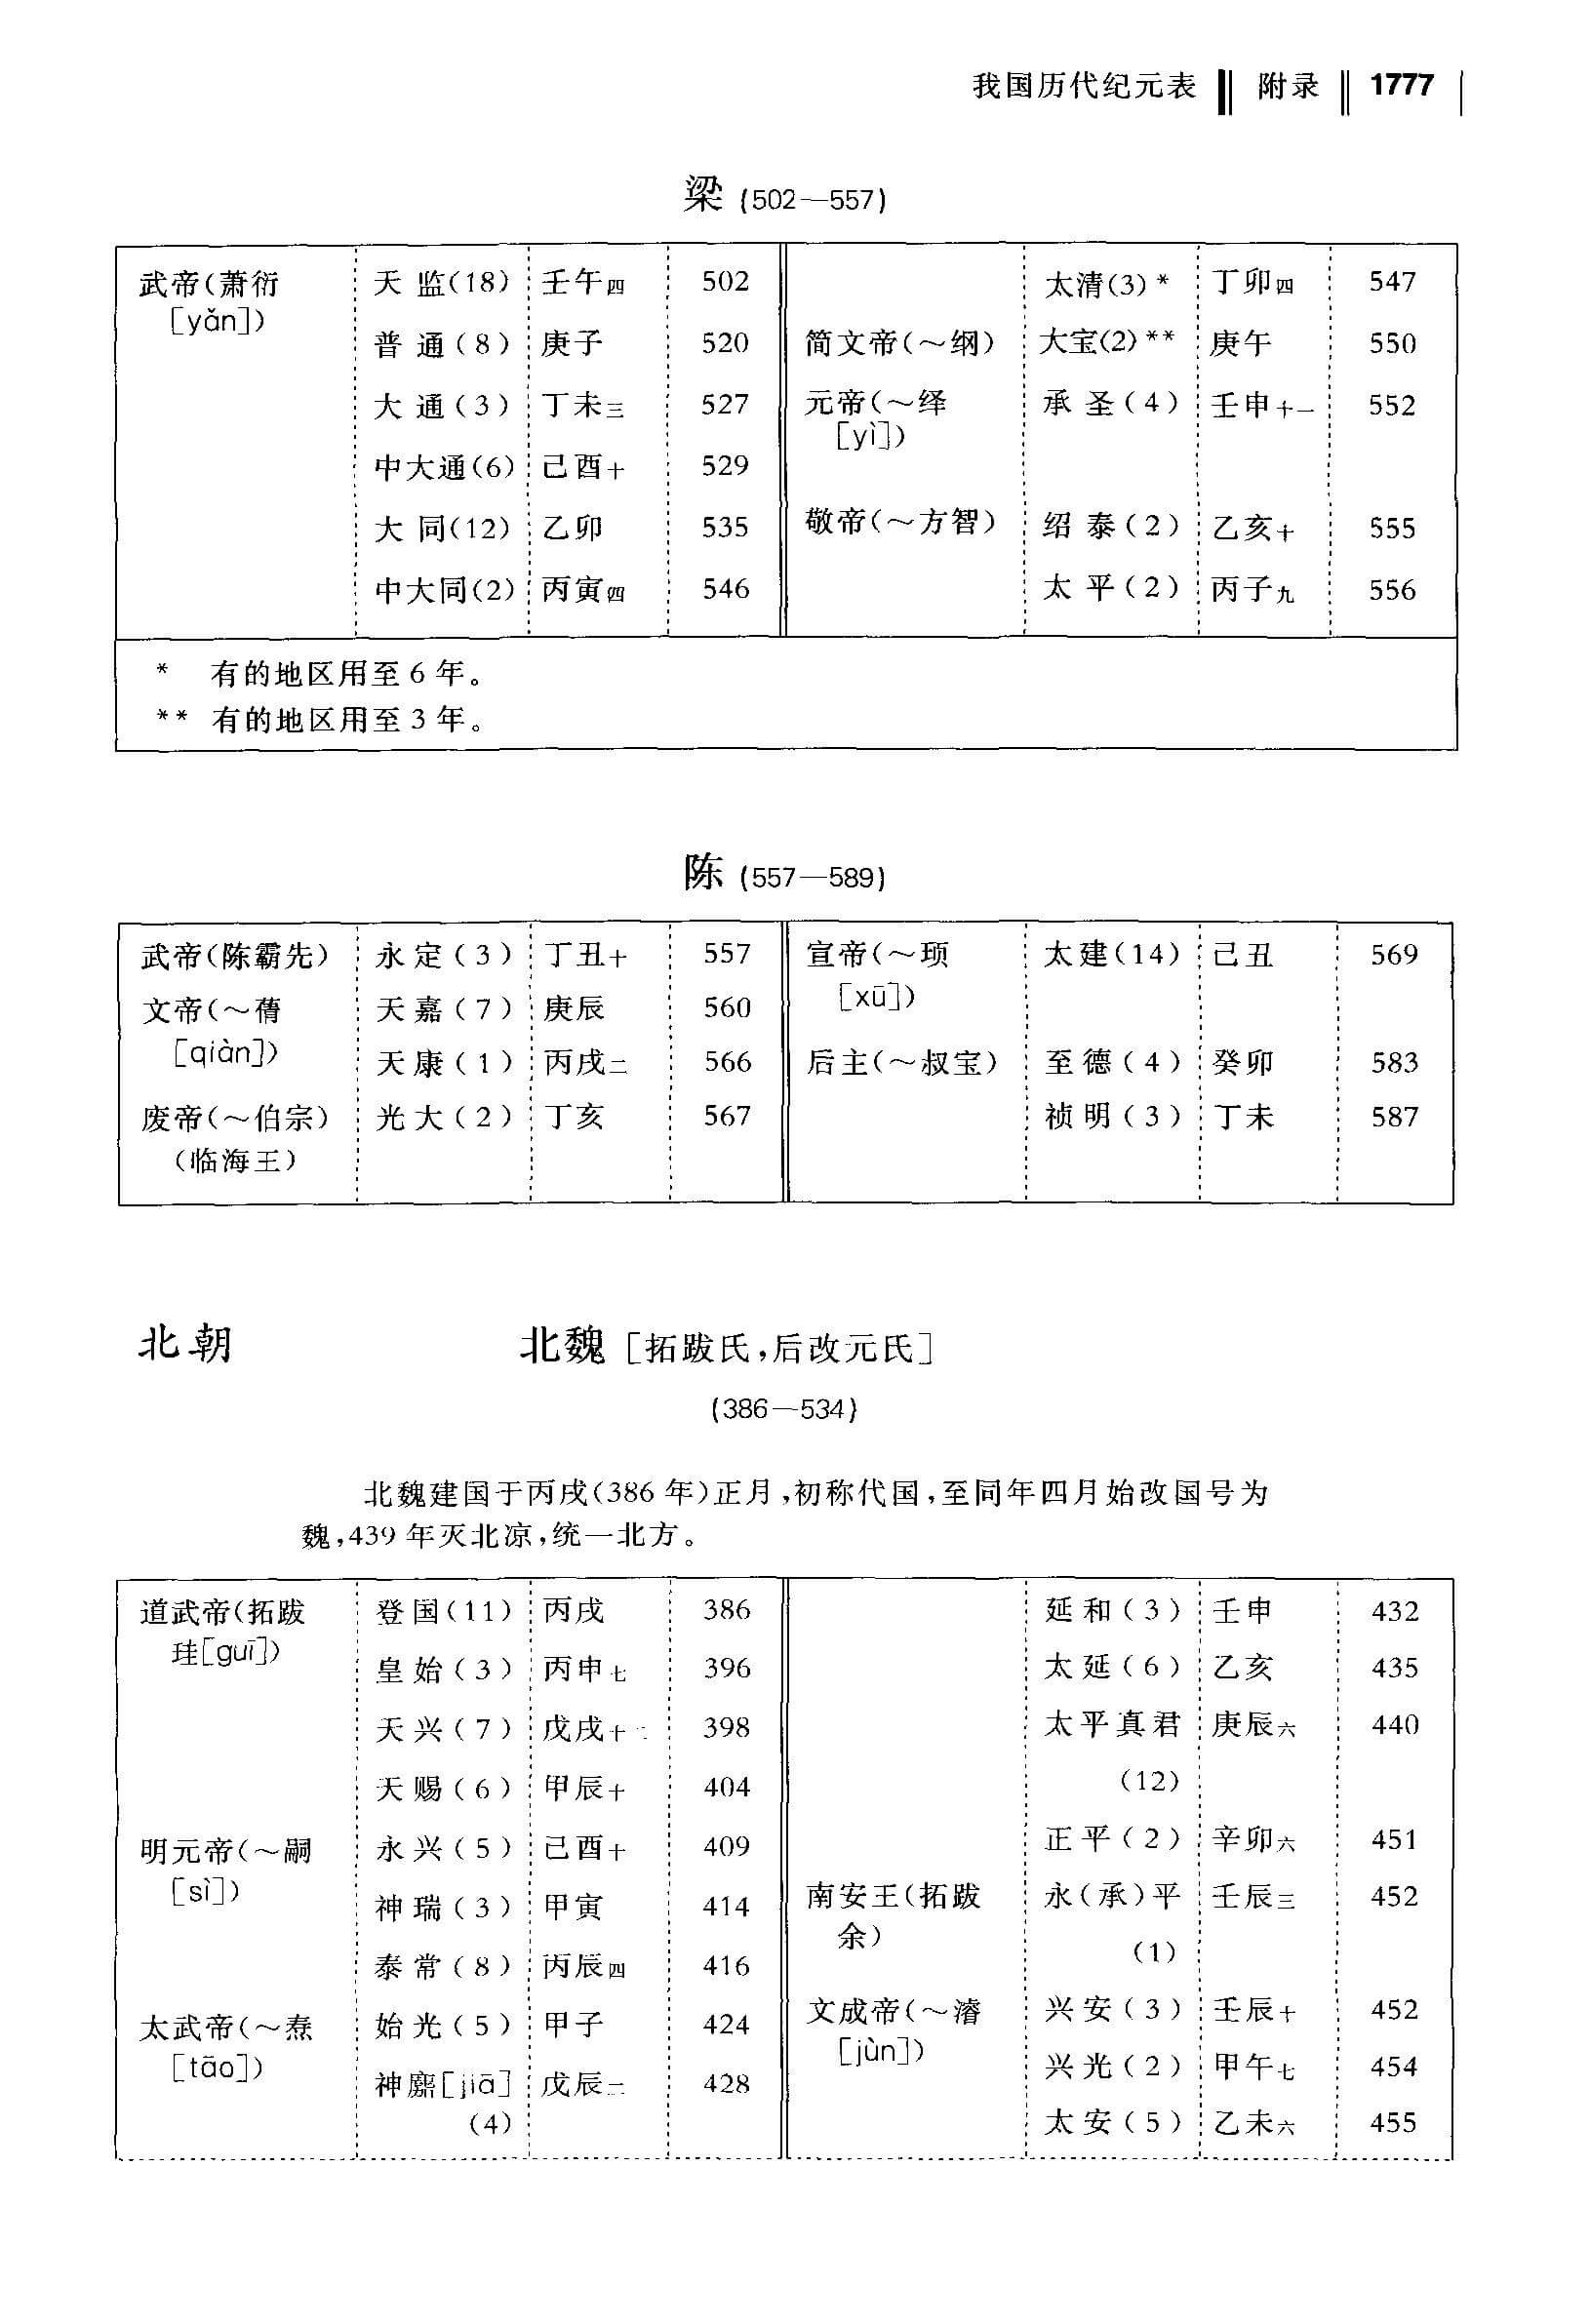 我国历代纪元表 附录 1777
梁 (502—557)
武帝(萧衍 天 监(18) 壬午四 502
[yǎn])
普 通(8) 庚子 520
大 通(3) 丁未三 527
中大通(6) 己酉十 529
大 同(12) 乙卯 535
中大同(2) 丙寅四 546
太清(3)* 丁卯四 547
简文帝(～纲) 大宝(2)** 庚午 550
元帝(～绎 承 圣(4) 壬申十一 552
[yì])
敬帝(～方智) 绍 泰(2) 乙亥十 555
太 平(2) 丙子九 556
* 有的地区用至6年。
** 有的地区用至3年。
陈 (557—589)
武帝(陈霸先) 永定(3) 丁丑十 557
文帝(～蒨 天嘉(7) 庚辰 560
[qiàn])
天康(1) 丙戌二 566
废帝(～伯宗) 光大(2) 丁亥 567
(临海王)
宣帝(～顼 太建(14) 己丑 569
[xū])
后主(～叔宝) 至德(4) 癸卯 583
祯明(3) 丁未 587
北朝 北魏[拓跋氏,后改元氏]
(386—534)
北魏建国于丙戌(386年)正月,初称代国,至同年四月始改国号为
魏,439年灭北凉,统一北方。
道武帝(拓跋 登国(11) 丙戌 386
珪[guī])
皇始(3) 丙申七 396
天兴(7) 戊戌十二 398
天赐(6) 甲辰十 404
明元帝(～嗣 永兴(5) 己酉十 409
[sì])
神瑞(3) 甲寅 414
泰常(8) 丙辰四 416
太武帝(～焘 始光(5) 甲子 424
[tāo])
神䴥[jiā] 戊辰二 428
(4)
延和(3) 壬申 432
太延(6) 乙亥 435
太平真君 庚辰六 440
(12)
正平(2) 辛卯六 451
南安王(拓跋 永(承)平 壬辰三 452
余)
(1)
文成帝(～濬 兴安(3) 壬辰十 452
[jùn])
兴光(2) 甲午七 454
太安(5) 乙未六 455